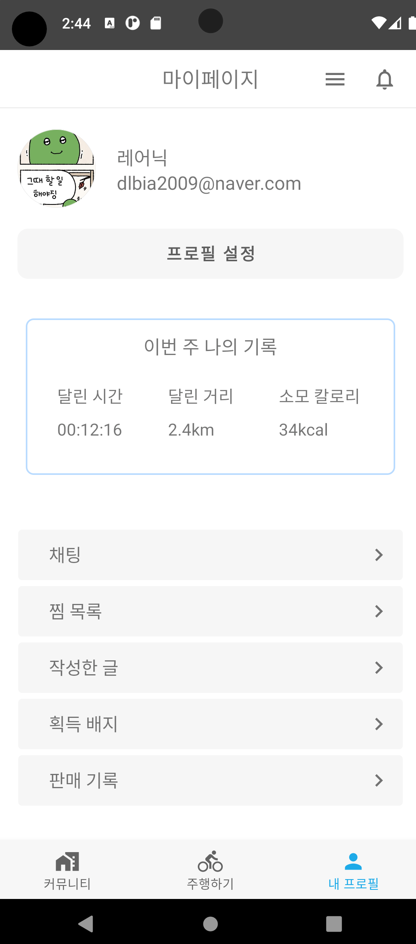 2:44
마이페이지
그때 할 일
해야징
레어닉
dlbia2009@naver.com
프로필 설정
이번 주 나의 기록
달린 시간 달린 거리 소모 칼로리
00:12:16 2.4km 34kcal
채팅
찜 목록
작성한 글
획득 배지
판매 기록
커뮤니티 주행하기 내 프로필